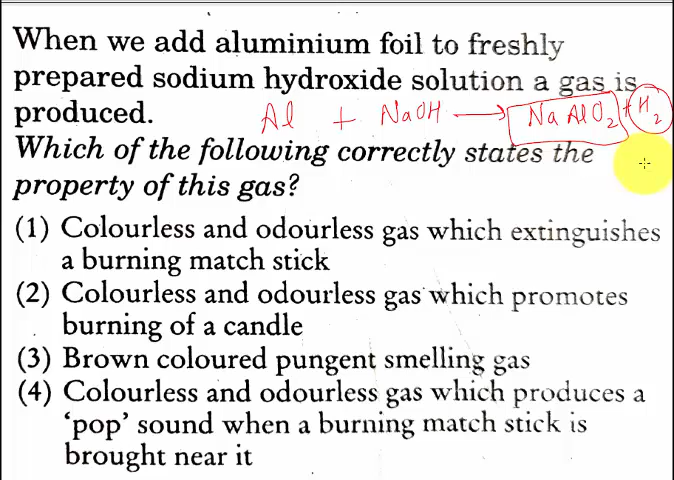 When we add aluminium foil to freshly
prepared sodium hydroxide solution a gas is
produced. Al + NaOH → NaAlO₂ + H₂
Which of the following correctly states the
property of this gas?
(1) Colourless and odourless gas which extinguishes
a burning match stick
(2) Colourless and odourless gas which promotes
burning of a candle
(3) Brown coloured pungent smelling gas
(4) Colourless and odourless gas which produces a
‘pop’ sound when a burning match stick is
brought near it